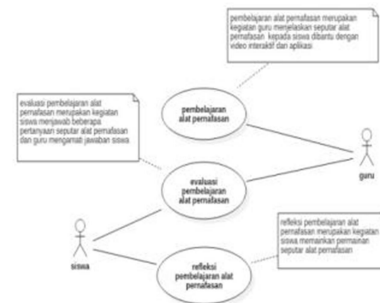 pembelajaran alat pernafasan merupakan
kegiatan guru menjelaskan seputar alat
pernafasan kepada siswa dibantu dengan
video interaktif dan aplikasi
evaluasi pembelajaran alat
pernafasan merupakan kegiatan
siswa menjawab beberapa
pertanyaan seputar alat pernafasan
dan guru mengamati jawaban siswa
pembelajaran
alat pernafasan
guru
evaluasi
pembelajaran
alat pernafasan
siswa
refleksi pembelajaran alat
pernafasan merupakan kegiatan
siswa memainkan permainan
seputar alat pernafasan
refleksi
pembelajaran alat
pernafasan